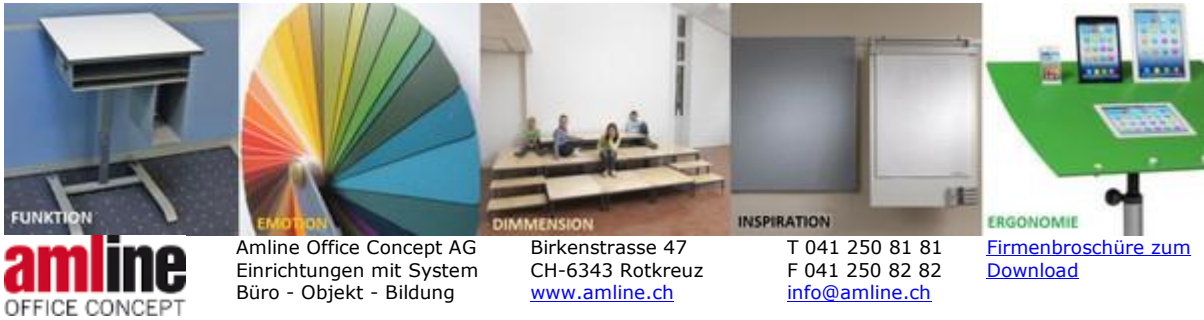 FUNKTION
EMOTION
DIMMENSION
INSPIRATION
ERGONOMIE
amline
OFFICE CONCEPT
Amline Office Concept AG
Einrichtungen mit System
Büro - Objekt - Bildung
Birkenstrasse 47
CH-6343 Rotkreuz
www.amline.ch
T 041 250 81 81
F 041 250 82 82
info@amline.ch
Firmenbroschüre zum
Download